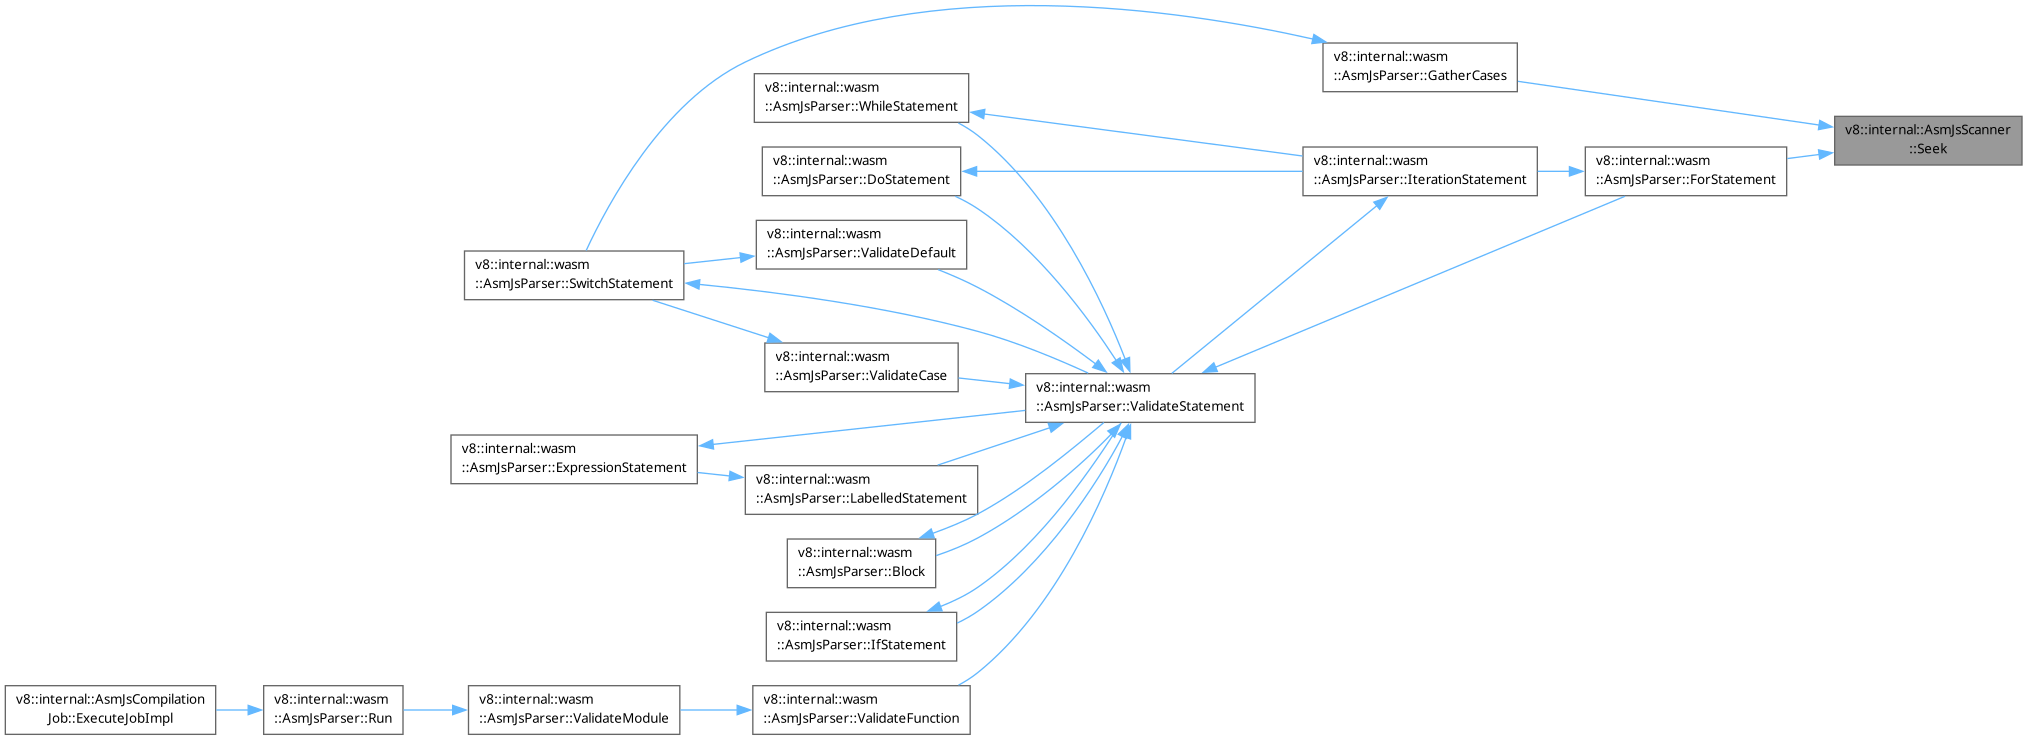 v8::internal::wasm
::AsmJsParser::GatherCases
v8::internal::wasm
::AsmJsParser::WhileStatement
v8::internal::AsmJsScanner
::Seek
v8::internal::wasm
::AsmJsParser::DoStatement
v8::internal::wasm
::AsmJsParser::IterationStatement
v8::internal::wasm
::AsmJsParser::ForStatement
v8::internal::wasm
::AsmJsParser::ValidateDefault
v8::internal::wasm
::AsmJsParser::SwitchStatement
v8::internal::wasm
::AsmJsParser::ValidateCase
v8::internal::wasm
::AsmJsParser::ValidateStatement
v8::internal::wasm
::AsmJsParser::ExpressionStatement
v8::internal::wasm
::AsmJsParser::LabelledStatement
v8::internal::wasm
::AsmJsParser::Block
v8::internal::wasm
::AsmJsParser::IfStatement
v8::internal::AsmJsCompilation
Job::ExecuteJobImpl
v8::internal::wasm
::AsmJsParser::Run
v8::internal::wasm
::AsmJsParser::ValidateModule
v8::internal::wasm
::AsmJsParser::ValidateFunction